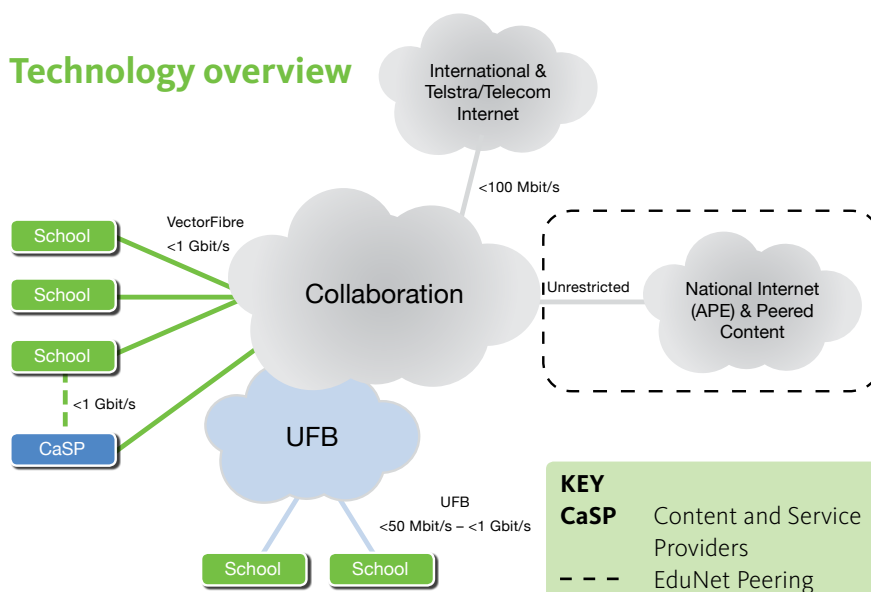 Technology overview
International &
Telstra/Telecom
Internet
<100 Mbit/s
VectorFibre
<1 Gbit/s
School
School
School
<1 Gbit/s
CaSP
Collaboration
Unrestricted
National Internet
(APE) & Peered
Content
UFB
UFB
<50 Mbit/s – <1 Gbit/s
School
School
KEY
CaSP Content and Service
Providers
--- EduNet Peering